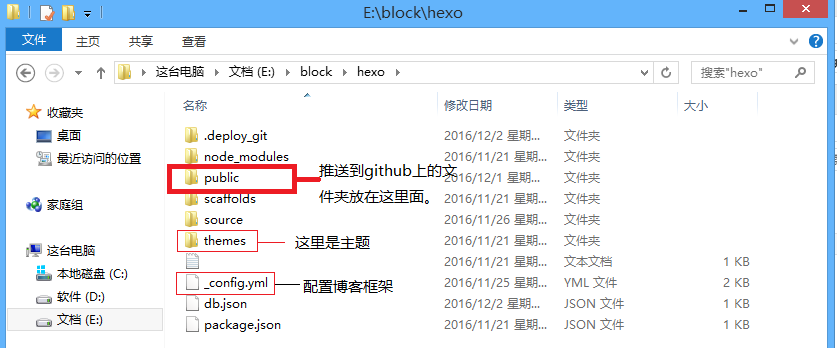 E:\block\hexo
文件 主页 共享 查看
这台电脑 文档 (E:) block hexo 搜索"hexo"
收藏夹
桌面
最近访问的位置
家庭组
这台电脑
本地磁盘 (C:)
软件 (D:)
文档 (E:)
名称 修改日期 类型 大小
.deploy_git 2016/12/2 星期... 文件夹
node_modules 2016/11/21 星期... 文件夹
public 2016/12/1 星期... 文件夹
scaffolds 2016/11/21 星期... 文件夹
source 2016/11/26 星期... 文件夹
themes 2016/11/21 星期... 文件夹
2016/11/21 星期... 文本文档 1 KB
_config.yml 2016/11/25 星期... YML 文件 2 KB
db.json 2016/12/2 星期... JSON 文件 1 KB
package.json 2016/11/21 星期... JSON 文件 1 KB
推送到github上的文
件夹放在这里面。
这里是主题
配置博客框架